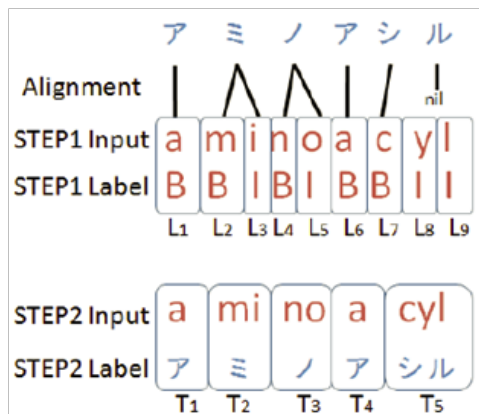 ア ミ ノ ア シ ル
Alignment nil
STEP1 Input a m i n o a c y l
STEP1 Label B B I B I B B I I
L1 L2 L3 L4 L5 L6 L7 L8 L9
STEP2 Input a mi no a cyl
STEP2 Label ア ミ ノ ア シル
T1 T2 T3 T4 T5